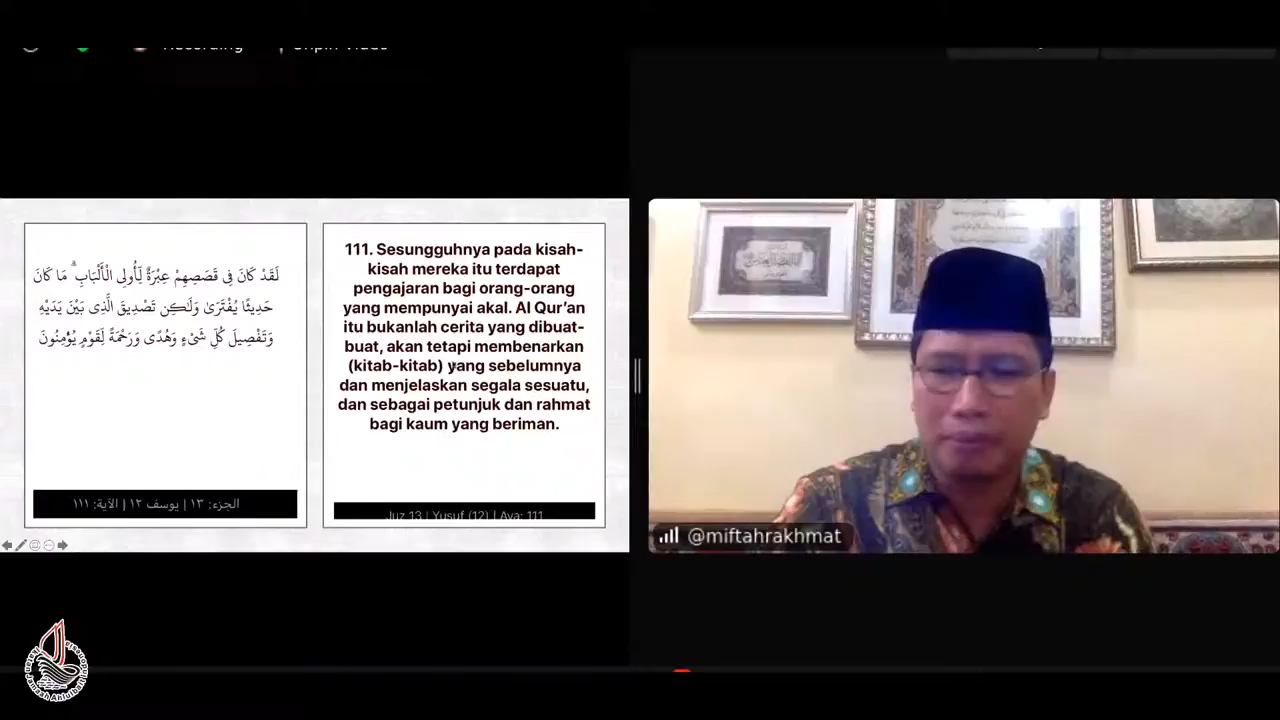 Recording
Unpin Video
لَقَدْ كَانَ فِى قَصَصِهِمْ عِبْرَةٌ لِّأُولِى الْأَلْبَابِ ۗ مَا كَانَ
حَدِيثًا يُفْتَرَىٰ وَلَٰكِن تَصْدِيقَ الَّذِى بَيْنَ يَدَيْهِ
وَتَفْصِيلَ كُلِّ شَىْءٍ وَهُدًى وَرَحْمَةً لِّقَوْمٍ يُؤْمِنُونَ
الجزء: ١٣ | يوسف ١٢ | الآية: ١١١
111. Sesungguhnya pada kisah-
kisah mereka itu terdapat
pengajaran bagi orang-orang
yang mempunyai akal. Al Qur’an
itu bukanlah cerita yang dibuat-
buat, akan tetapi membenarkan
(kitab-kitab) yang sebelumnya
dan menjelaskan segala sesuatu,
dan sebagai petunjuk dan rahmat
bagi kaum yang beriman.
Juz 13 | Yusuf (12) | Aya: 111
@miftahrakhmat